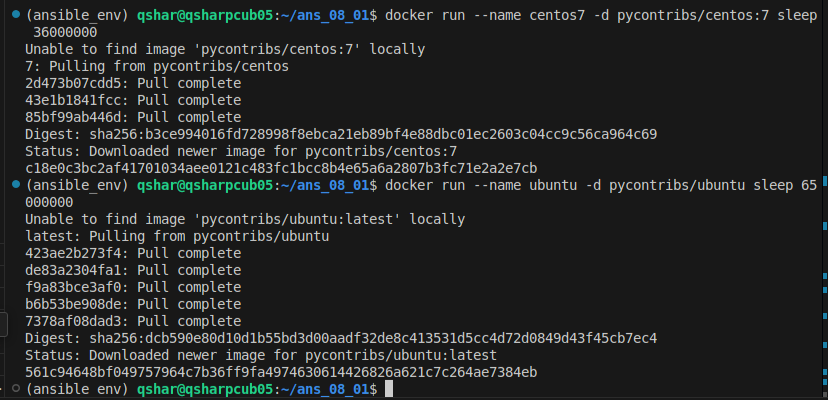 (ansible_env) qshar@qsharpcub05:~/ans_08_01$ docker run --name centos7 -d pycontribs/centos:7 sleep
36000000
Unable to find image 'pycontribs/centos:7' locally
7: Pulling from pycontribs/centos
2d473b07cdd5: Pull complete
43e1b1841fcc: Pull complete
85bf99ab446d: Pull complete
Digest: sha256:b3ce994016fd728998f8ebca21eb89bf4e88dbc01ec2603c04cc9c56ca964c69
Status: Downloaded newer image for pycontribs/centos:7
c18e0c3bc2af41701034aee0121c483fc1bcc8b4e65a6a2807b3fc71e2a2e7cb
(ansible_env) qshar@qsharpcub05:~/ans_08_01$ docker run --name ubuntu -d pycontribs/ubuntu sleep 65
000000
Unable to find image 'pycontribs/ubuntu:latest' locally
latest: Pulling from pycontribs/ubuntu
423ae2b273f4: Pull complete
de83a2304fa1: Pull complete
f9a83bce3af0: Pull complete
b6b53be908de: Pull complete
7378af08dad3: Pull complete
Digest: sha256:dcb590e80d10d1b55bd3d00aadf32de8c413531d5cc4d72d0849d43f45cb7ec4
Status: Downloaded newer image for pycontribs/ubuntu:latest
561c94648bf049757964c7b36ff9fa4974630614426826a621c7c264ae7384eb
(ansible_env) qshar@qsharpcub05:~/ans_08_01$